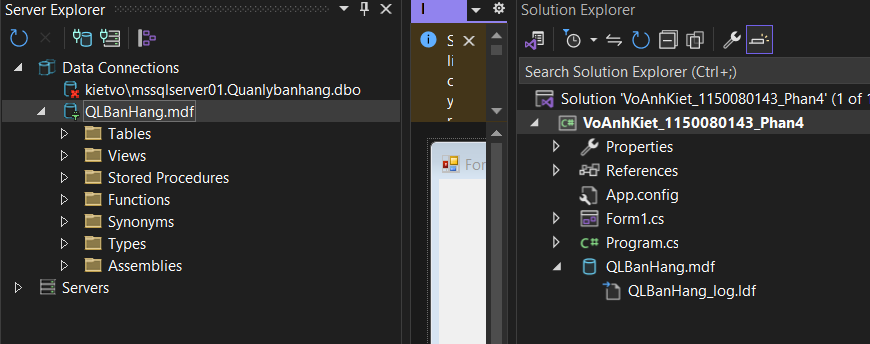 Server Explorer
Data Connections
kietvo\mssqlserver01.Quanlybanhang.dbo
QLBanHang.mdf
Tables
Views
Stored Procedures
Functions
Synonyms
Types
Assemblies
Servers
S
li
c
y
For
Solution Explorer
Search Solution Explorer (Ctrl+;)
Solution 'VoAnhKiet_1150080143_Phan4' (1 of 1
VoAnhKiet_1150080143_Phan4
Properties
References
App.config
Form1.cs
C# Program.cs
QLBanHang.mdf
QLBanHang_log.ldf